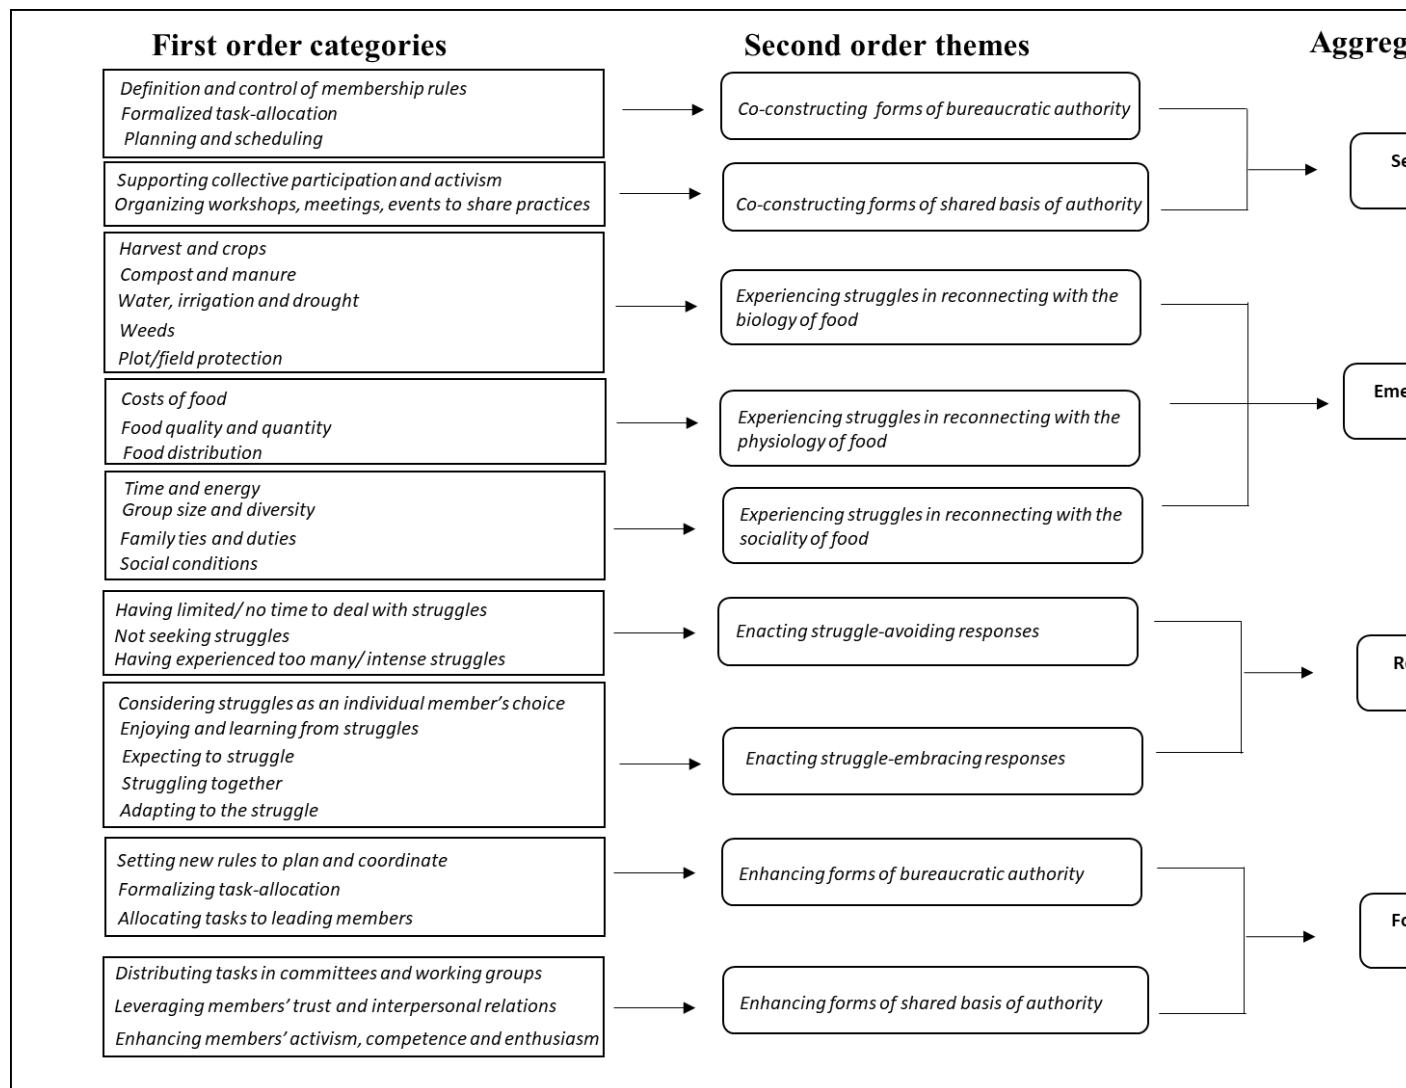 First order categories
Second order themes
Aggreg
Definition and control of membership rules
Formalized task-allocation
Planning and scheduling
Co-constructing forms of bureaucratic authority
Se
Supporting collective participation and activism
Organizing workshops, meetings, events to share practices
Co-constructing forms of shared basis of authority
Harvest and crops
Compost and manure
Water, irrigation and drought
Weeds
Plot/field protection
Experiencing struggles in reconnecting with the
biology of food
Costs of food
Food quality and quantity
Food distribution
Experiencing struggles in reconnecting with the
physiology of food
Eme
Time and energy
Group size and diversity
Family ties and duties
Social conditions
Experiencing struggles in reconnecting with the
sociality of food
Having limited/ no time to deal with struggles
Not seeking struggles
Having experienced too many/ intense struggles
Enacting struggle-avoiding responses
Re
Considering struggles as an individual member’s choice
Enjoying and learning from struggles
Expecting to struggle
Struggling together
Adapting to the struggle
Enacting struggle-embracing responses
Setting new rules to plan and coordinate
Formalizing task-allocation
Allocating tasks to leading members
Enhancing forms of bureaucratic authority
Fo
Distributing tasks in committees and working groups
Leveraging members’ trust and interpersonal relations
Enhancing members’ activism, competence and enthusiasm
Enhancing forms of shared basis of authority